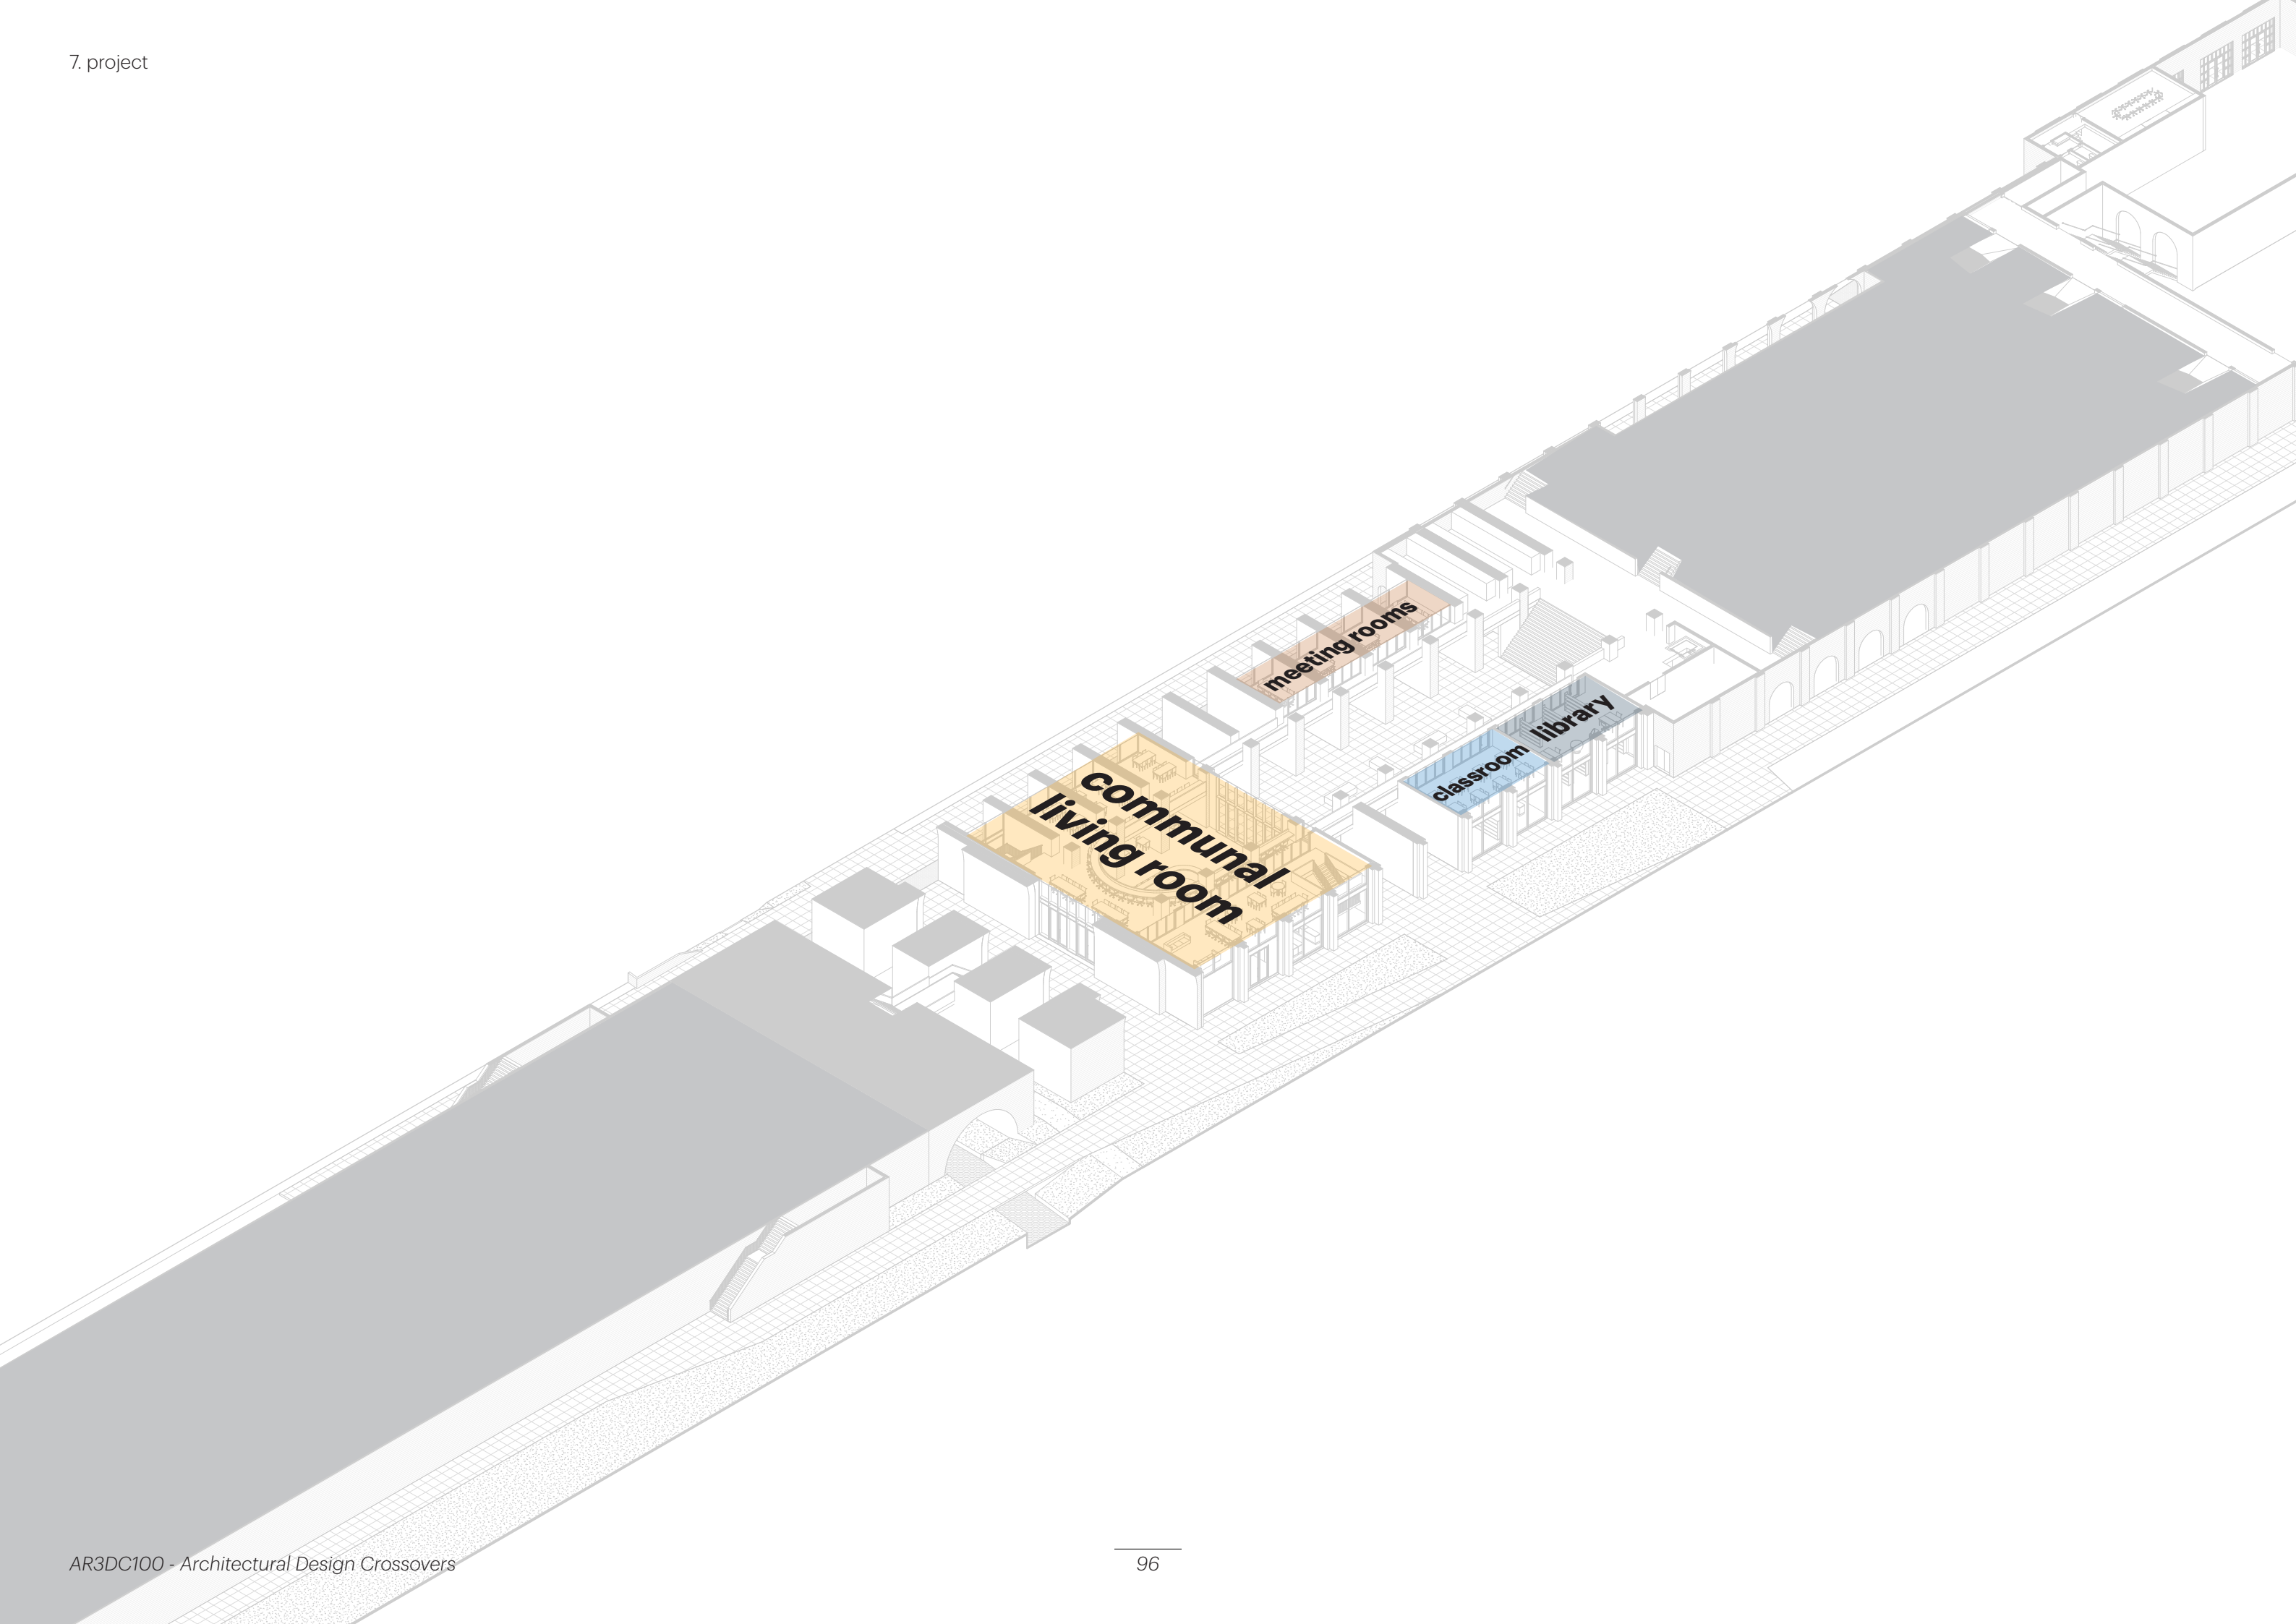 7. project
meeting rooms
library
classroom
communal
living room
AR3DC100 - Architectural Design Crossovers
96